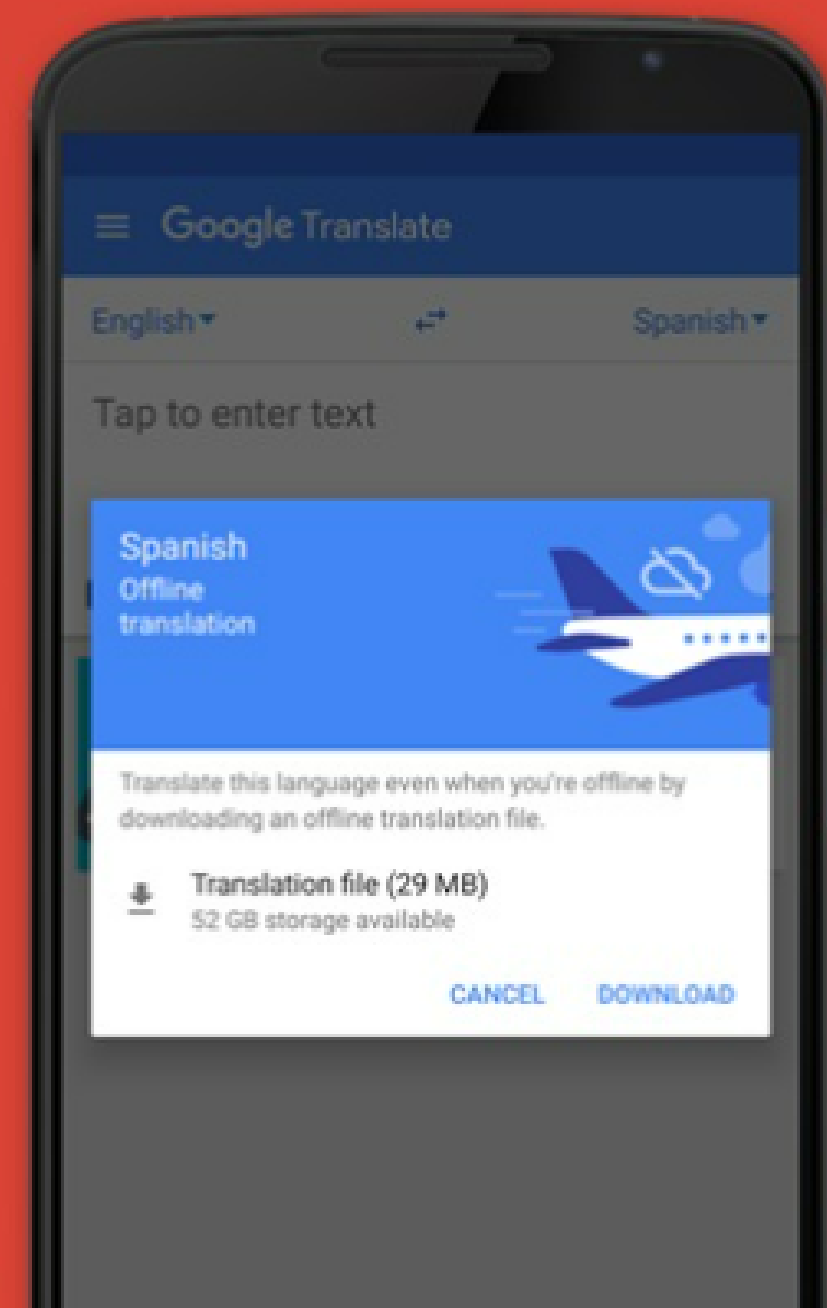 Google Translate
English
Spanish
Tap to enter text
Spanish
Offline
translation
Translate this language even when you're offline by
downloading an offline translation file.
Translation file (29 MB)
52 GB storage available
CANCEL
DOWNLOAD